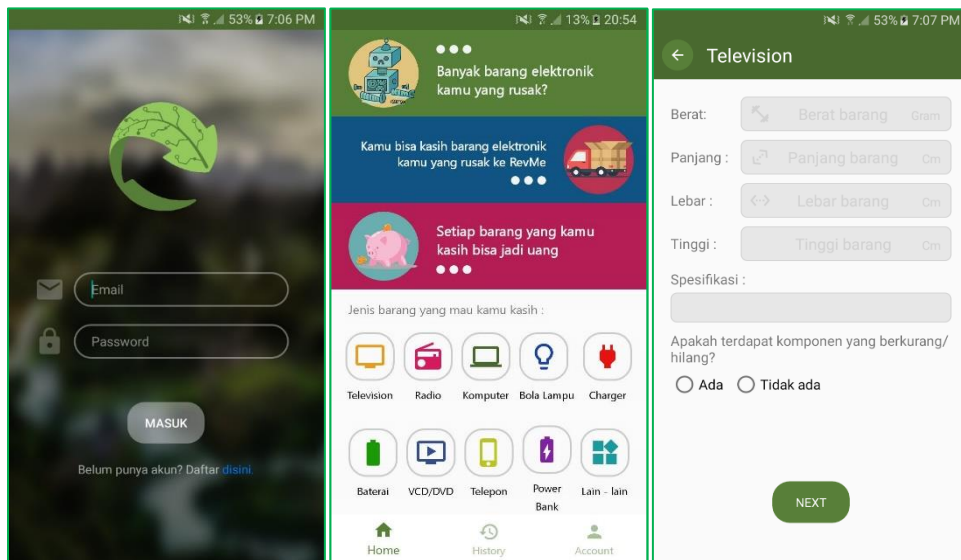 53% 7:06 PM
Email
Password
MASUK
Belum punya akun? Daftar disini.
13% 20:54
Banyak barang elektronik
kamu yang rusak?
Kamu bisa kasih barang elektronik
kamu yang rusak ke RevMe
Setiap barang yang kamu
kasih bisa jadi uang
Jenis barang yang mau kamu kasih :
Television Radio Komputer Bola Lampu Charger
Baterai VCD/DVD Telepon Power Bank Lain - lain
Home History Account
53% 7:07 PM
Television
Berat: Berat barang Gram
Panjang : Panjang barang Cm
Lebar : Lebar barang Cm
Tinggi : Tinggi barang Cm
Spesifikasi :
Apakah terdapat komponen yang berkurang/
hilang?
Ada Tidak ada
NEXT